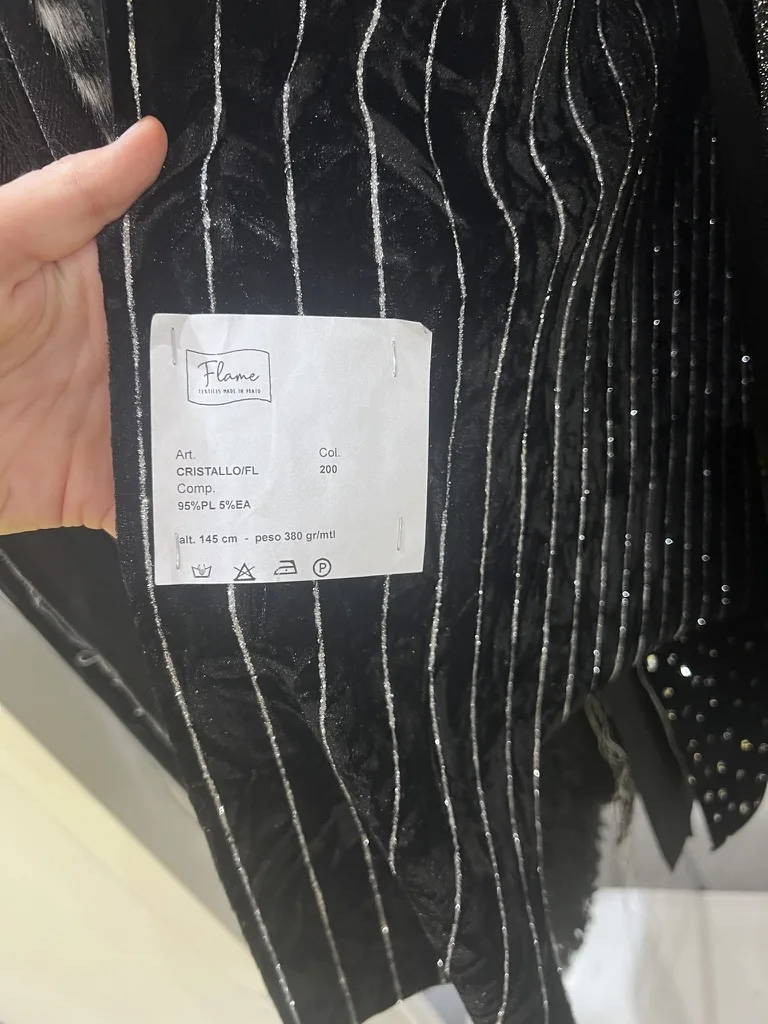 Flame
TEXTILES MADE IN PRATO
Art. Col.
CRISTALLO/FL 200
Comp.
95%PL 5%EA
alt. 145 cm - peso 380 gr/mtl
P